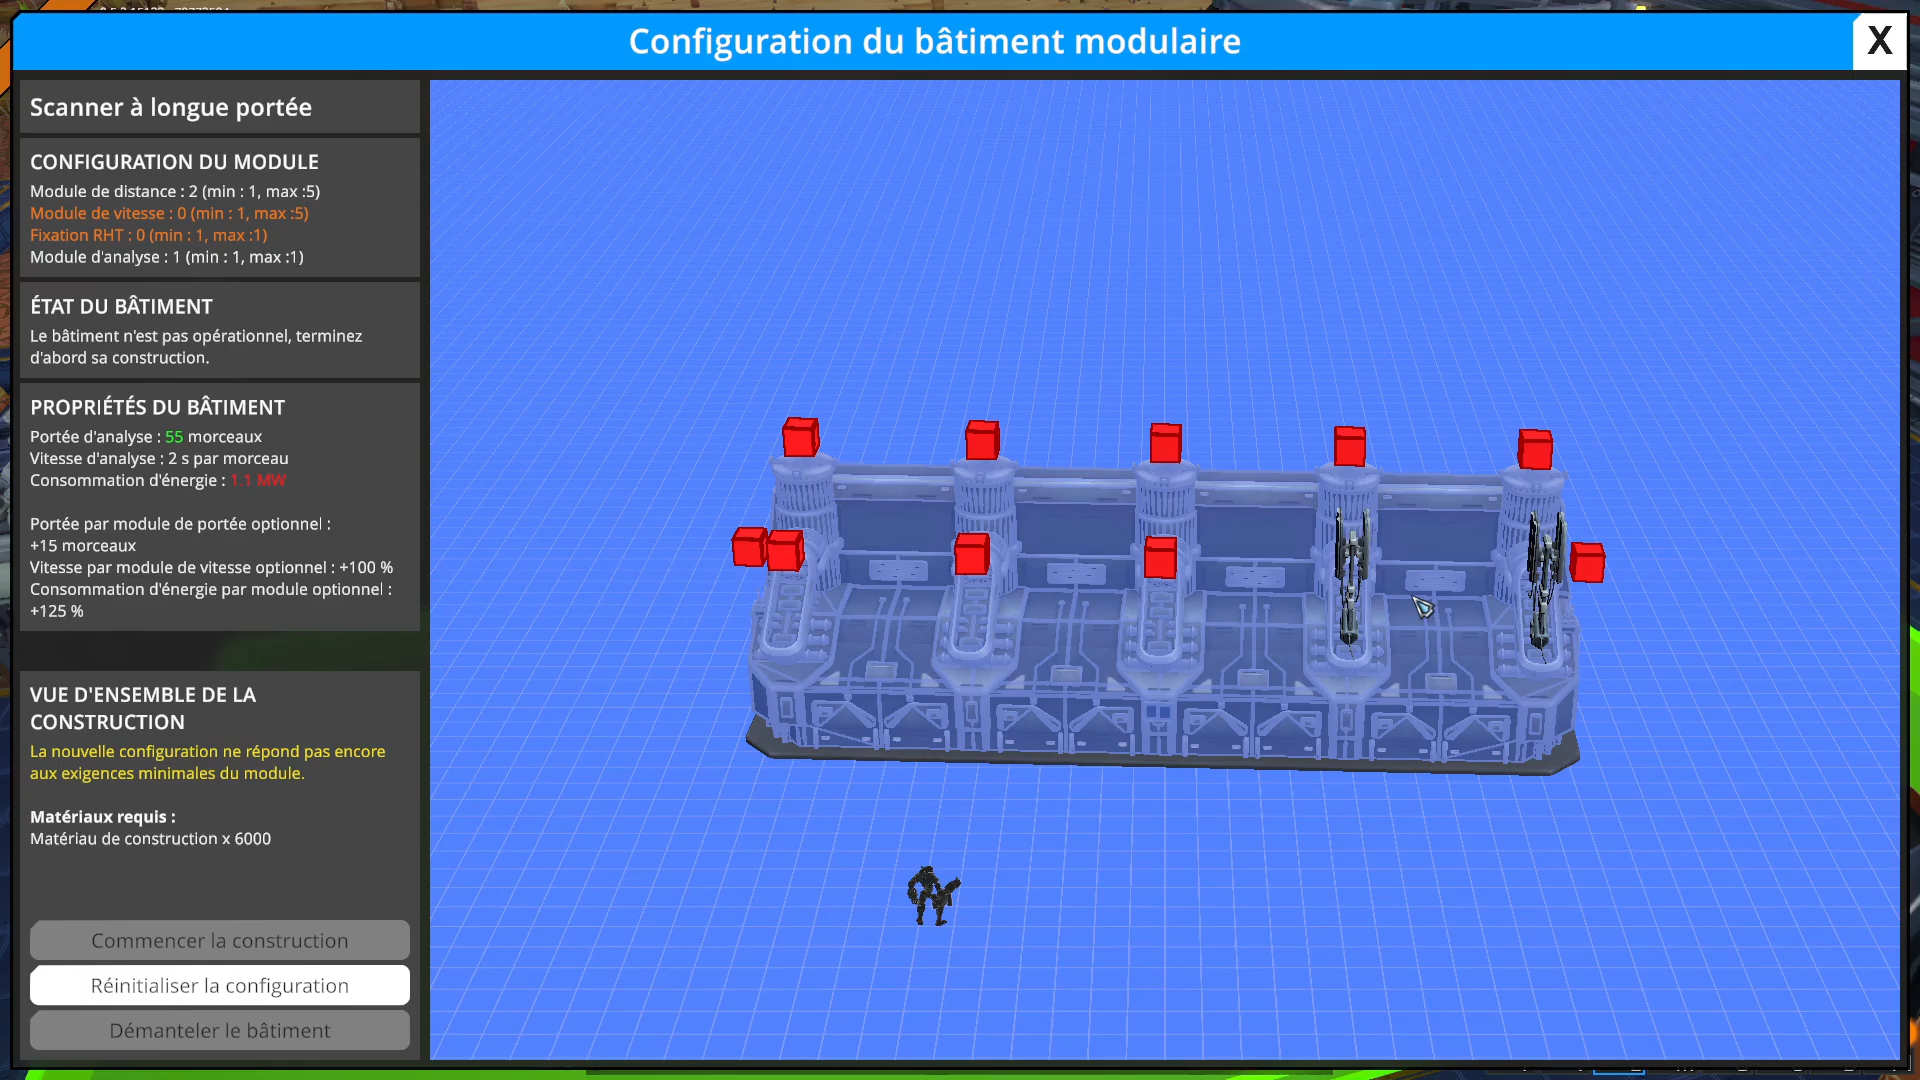 Configuration du bâtiment modulaire
X
Scanner à longue portée
CONFIGURATION DU MODULE
Module de distance : 2 (min : 1, max :5)
Module de vitesse : 0 (min : 1, max :5)
Fixation RHT : 0 (min : 1, max :1)
Module d'analyse : 1 (min : 1, max :1)
ÉTAT DU BÂTIMENT
Le bâtiment n'est pas opérationnel, terminez
d'abord sa construction.
PROPRIÉTÉS DU BÂTIMENT
Portée d'analyse : 55 morceaux
Vitesse d'analyse : 2 s par morceau
Consommation d'énergie : 1.1 MW
Portée par module de portée optionnel :
+15 morceaux
Vitesse par module de vitesse optionnel : +100 %
Consommation d'énergie par module optionnel :
+125 %
VUE D'ENSEMBLE DE LA
CONSTRUCTION
La nouvelle configuration ne répond pas encore
aux exigences minimales du module.
Matériaux requis :
Matériau de construction x 6000
Commencer la construction
Réinitialiser la configuration
Démanteler le bâtiment